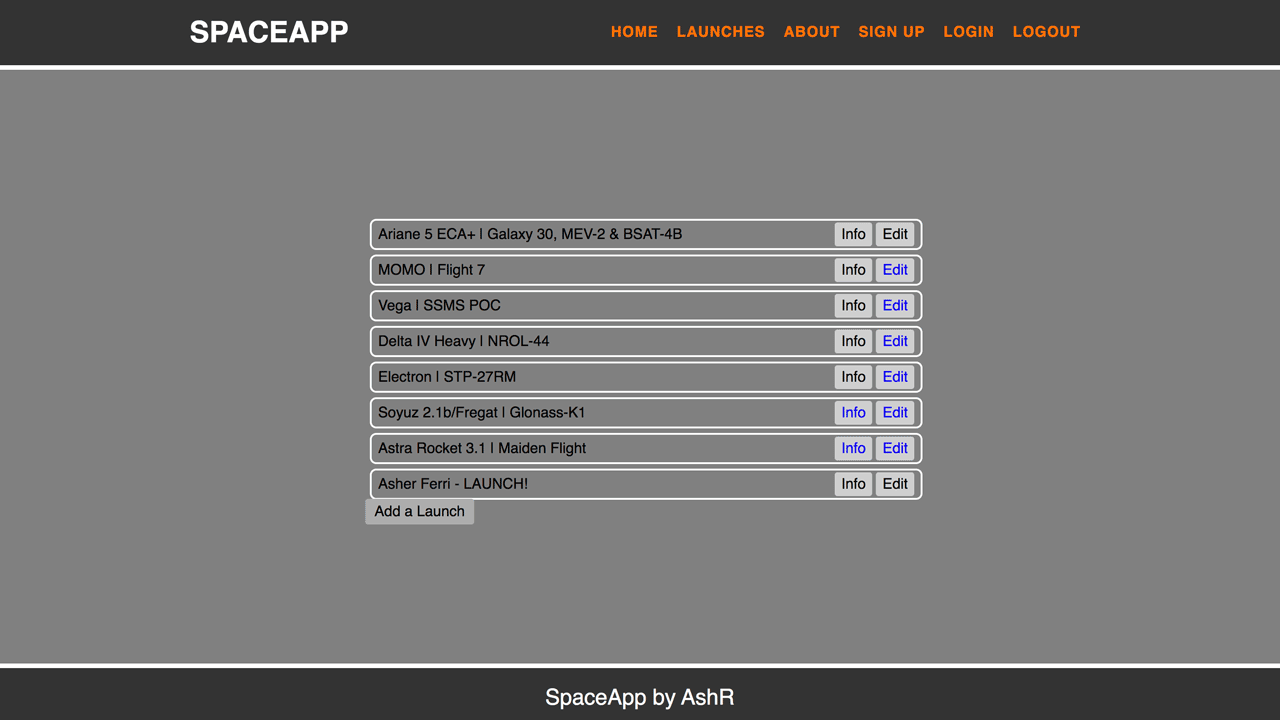 SPACEAPP HOME LAUNCHES ABOUT SIGN UP LOGIN LOGOUT
Ariane 5 ECA+ | Galaxy 30, MEV-2 & BSAT-4B Info Edit
MOMO | Flight 7 Info Edit
Vega | SSMS POC Info Edit
Delta IV Heavy | NROL-44 Info Edit
Electron | STP-27RM Info Edit
Soyuz 2.1b/Fregat | Glonass-K1 Info Edit
Astra Rocket 3.1 | Maiden Flight Info Edit
Asher Ferri - LAUNCH! Info Edit
Add a Launch
SpaceApp by AshR